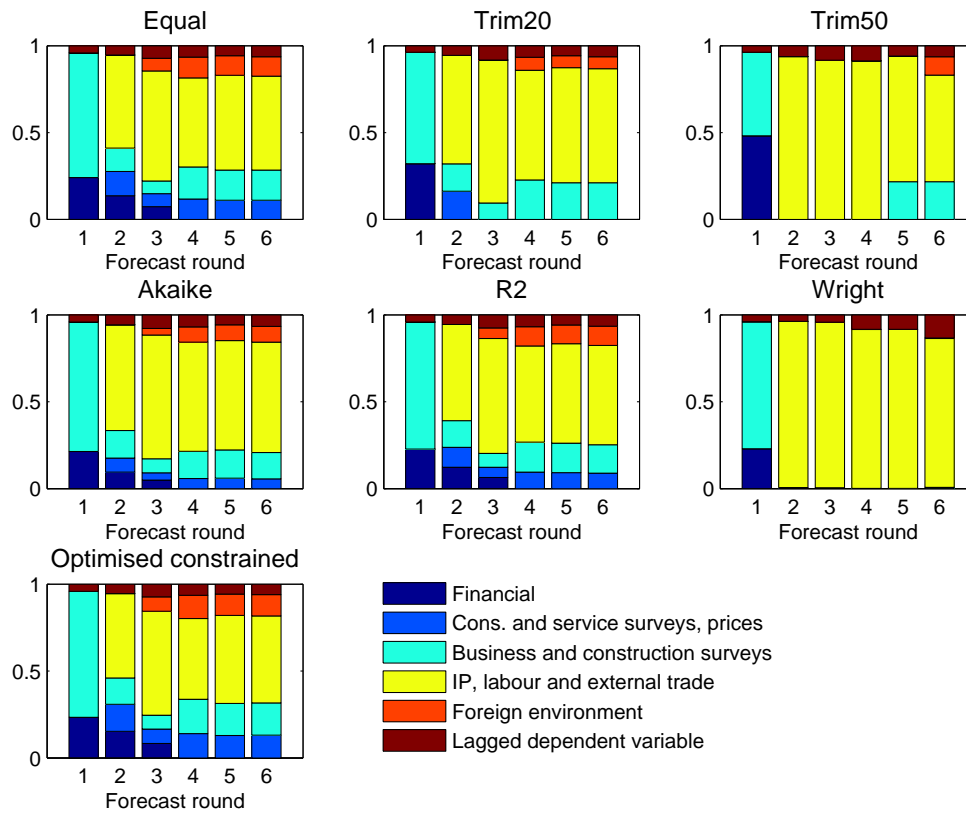 Equal
1
0.5
0
1 2 3 4 5 6
Forecast round
Trim20
1
0.5
0
1 2 3 4 5 6
Forecast round
Trim50
1
0.5
0
1 2 3 4 5 6
Forecast round
Akaike
1
0.5
0
1 2 3 4 5 6
Forecast round
R2
1
0.5
0
1 2 3 4 5 6
Forecast round
Wright
1
0.5
0
1 2 3 4 5 6
Forecast round
Optimised constrained
1
0.5
0
1 2 3 4 5 6
Forecast round
Financial
Cons. and service surveys, prices
Business and construction surveys
IP, labour and external trade
Foreign environment
Lagged dependent variable